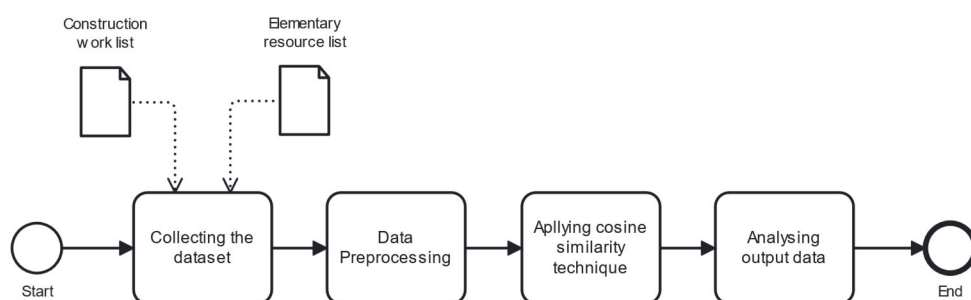 Construction
work list
Elementary
resource list
Collecting the
dataset
Data
Preprocessing
Apllying cosine
similarity
technique
Analysing
output data
Start
End